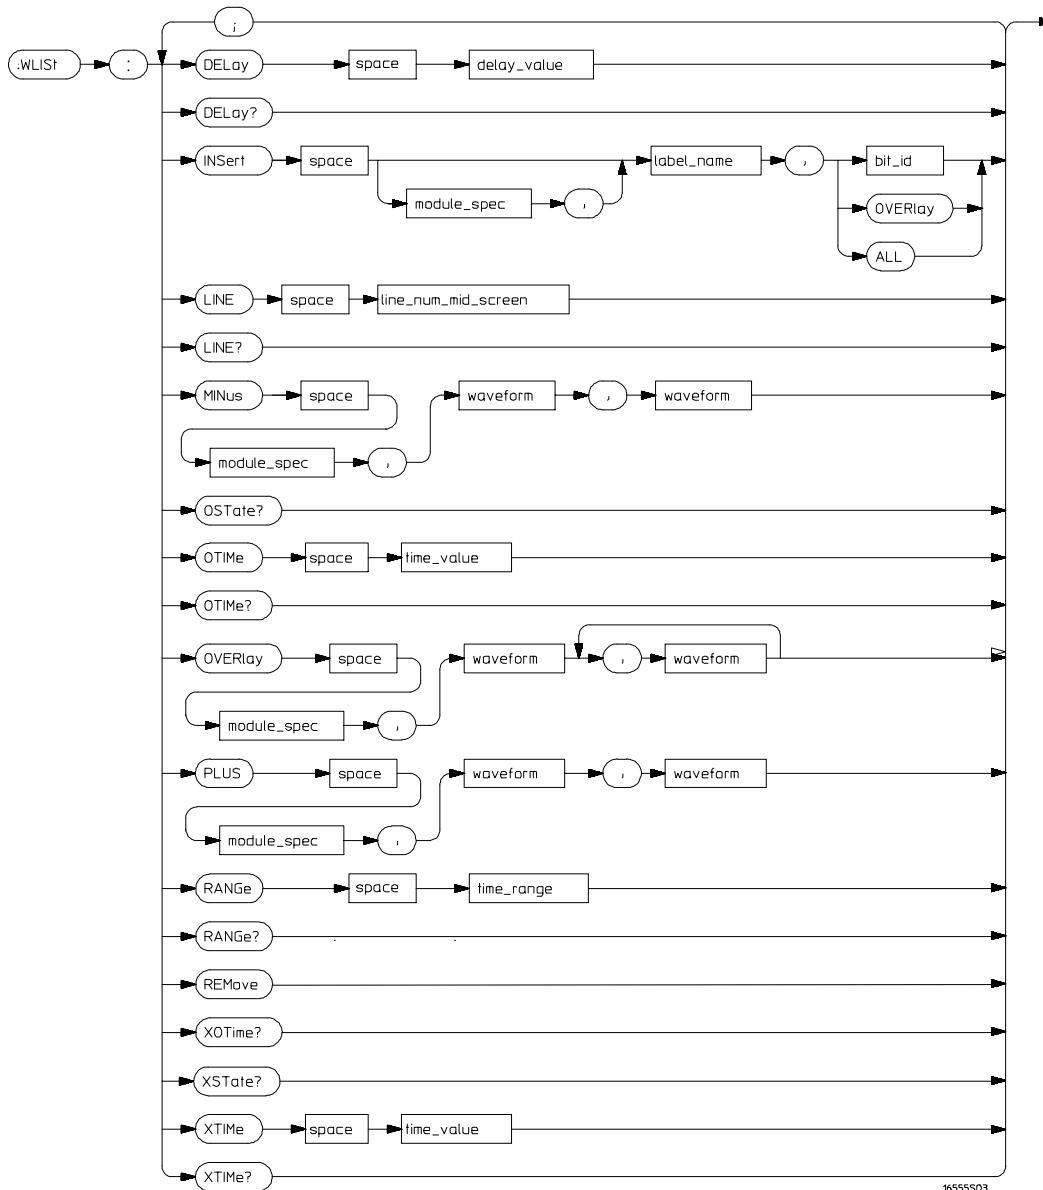 ;
:WLISt : DELay space delay_value
DELay?
INSert space label_name , bit_id
module_spec , OVERlay
ALL
LINE space line_num_mid_screen
LINE?
MINus space waveform , waveform
module_spec ,
OSTate?
OTIMe space time_value
OTIMe?
OVERlay space waveform , waveform
module_spec ,
PLUS space waveform , waveform
module_spec ,
RANGe space time_range
RANGe?
REMove
XOTime?
XSTate?
XTIMe space time_value
XTIMe?
16555S03